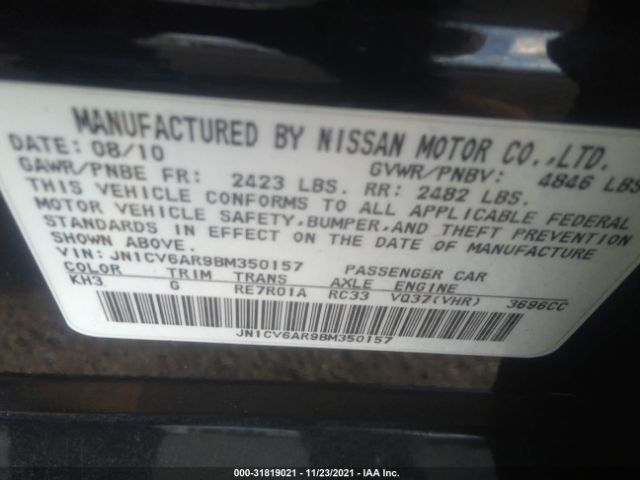 MANUFACTURED BY NISSAN MOTOR CO.,LTD.
DATE: 08/10 GVWR/PNBV: 4846 LBS
GAWR/PNBE FR: 2423 LBS. RR: 2482 LBS.
THIS VEHICLE CONFORMS TO ALL APPLICABLE FEDERAL
MOTOR VEHICLE SAFETY, BUMPER, AND THEFT PREVENTION
STANDARDS IN EFFECT ON THE DATE OF MANUFACTURE
SHOWN ABOVE.
VIN: JN1CV6AR9BM350157 PASSENGER CAR
COLOR TRIM TRANS AXLE ENGINE
KH3 G RE7R01A RC33 VQ37(VHR) 3696CC
JN1CV6AR9BM350157
000-31819021 - 11/23/2021 - IAA Inc.